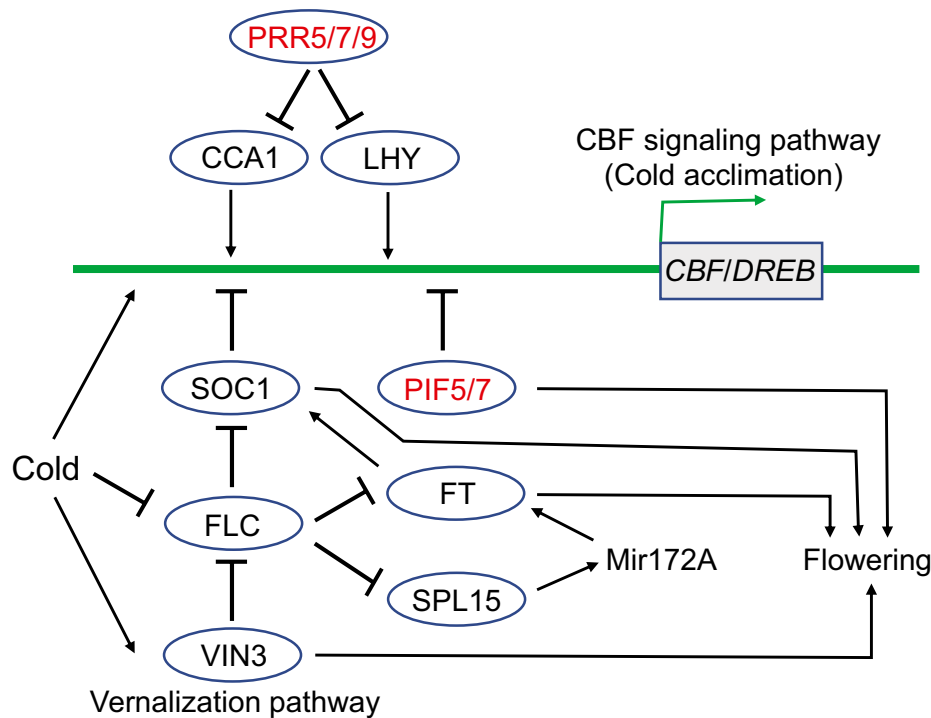 PRR5/7/9
CCA1
LHY
CBF signaling pathway
(Cold acclimation)
CBF/DREB
SOC1
PIF5/7
Cold
FT
FLC
Mir172A
Flowering
SPL15
VIN3
Vernalization pathway